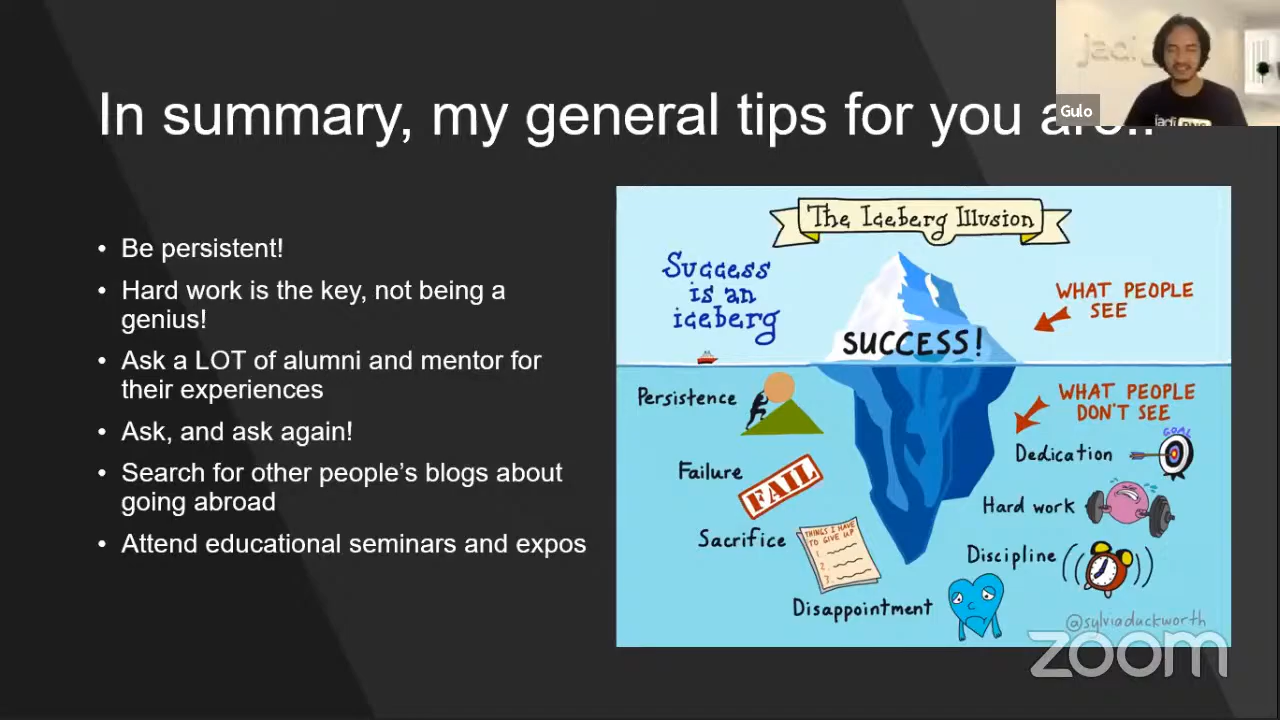 In summary, my general tips for you are..
Gulo
• Be persistent!
• Hard work is the key, not being a
genius!
• Ask a LOT of alumni and mentor for
their experiences
• Ask, and ask again!
• Search for other people’s blogs about
going abroad
• Attend educational seminars and expos
The Iceberg Illusion
Success
is an
iceberg
WHAT PEOPLE
SEE
SUCCESS!
WHAT PEOPLE
DON'T SEE
Persistence
GOAL
Dedication
Failure
FAIL
Hard work
Sacrifice
THINGS I HAVE
TO GIVE UP
1.
2.
3.
Discipline
Disappointment
@sylviaduckworth
zoom